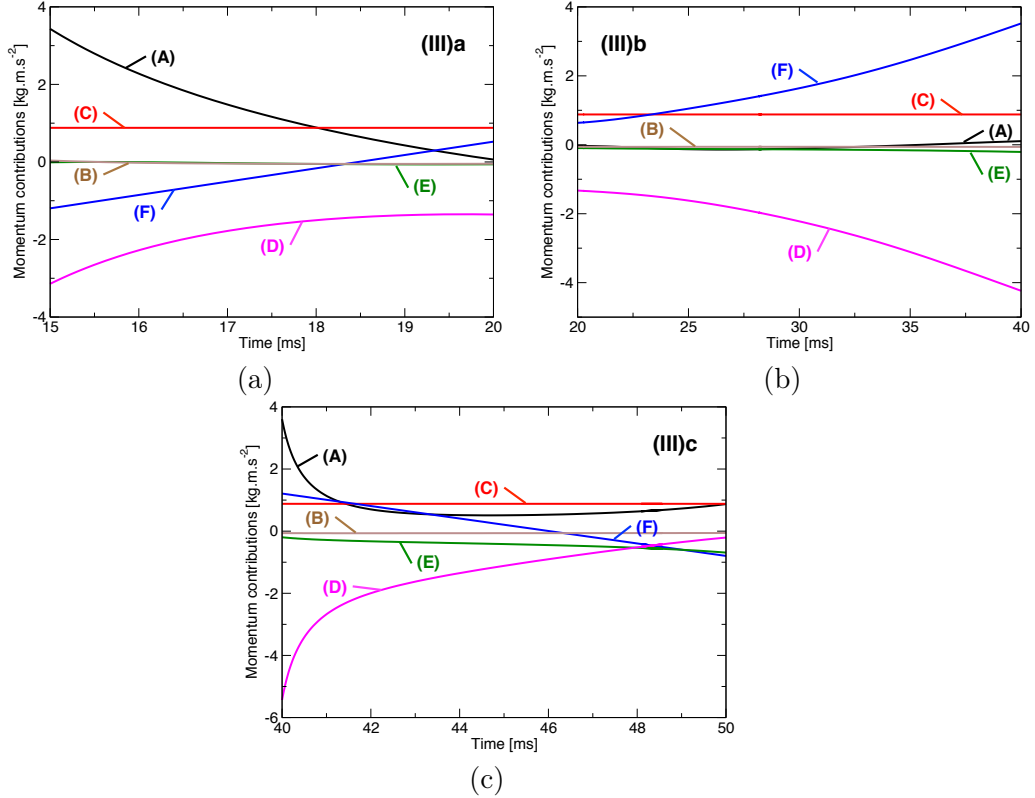 (III)a
Momentum contributions [kg.m.s-2]
4
2
0
-2
-4
(A)
(C)
(B)
(F)
(E)
(D)
15
16
17
18
19
20
Time [ms]
(a)
(III)b
Momentum contributions [kg.m.s-2]
4
2
0
-2
-4
(F)
(C)
(B)
(A)
(E)
(D)
20
25
30
35
40
Time [ms]
(b)
(III)c
Momentum contributions [kg.m.s-2]
4
2
0
-2
-4
-6
(A)
(C)
(B)
(F)
(E)
(D)
40
42
44
46
48
50
Time [ms]
(c)